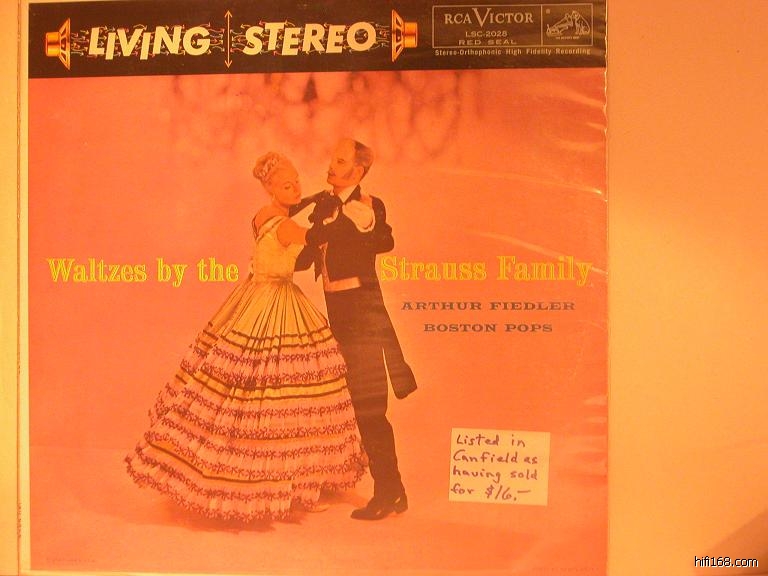 LIVING STEREO
RCA VICTOR
LSC-2028
RED SEAL
Stereo-Orthophonic High Fidelity Recording
Waltzes by the Strauss Family
ARTHUR FIEDLER
BOSTON POPS
Listed in
Canfield as
having sold
for $16.-
hifi168.com